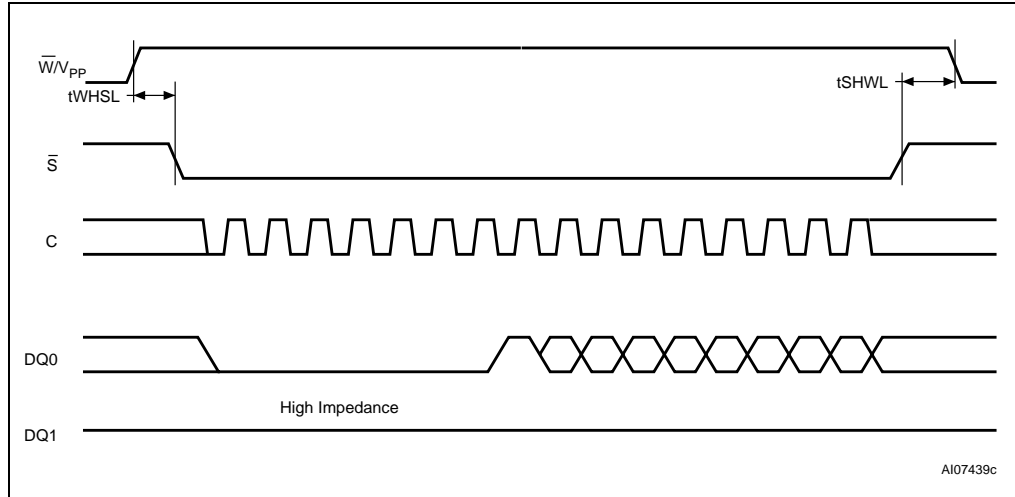 W̅/VPP
tWHSL
tSHWL
S̅
C
DQ0
High Impedance
DQ1
AI07439c